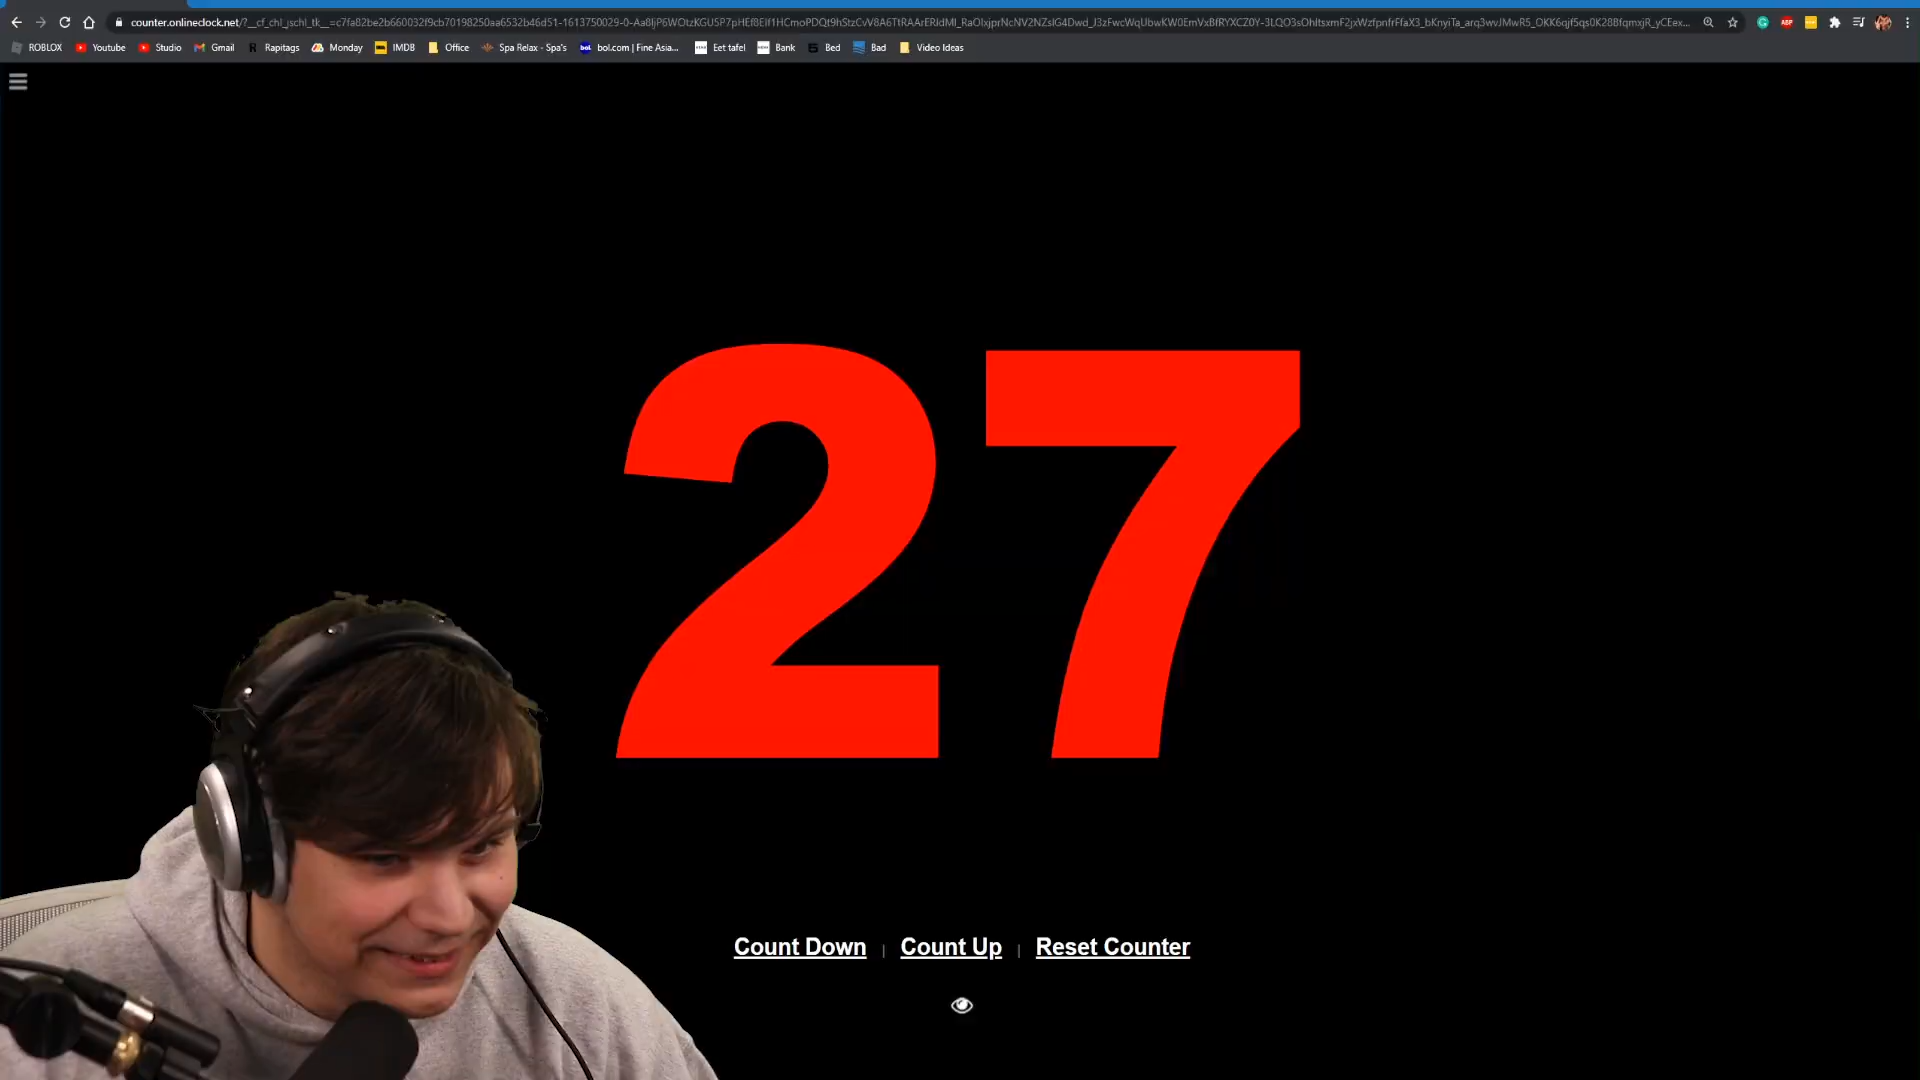 counter.onlineclock.net
ROBLOX Youtube Studio Gmail Rapitags Monday IMDB Office Spa Relax - Spa's bol.com | Fine Asia... Eet tafel Bank Bed Bad Video Ideas
27
Count Down | Count Up | Reset Counter